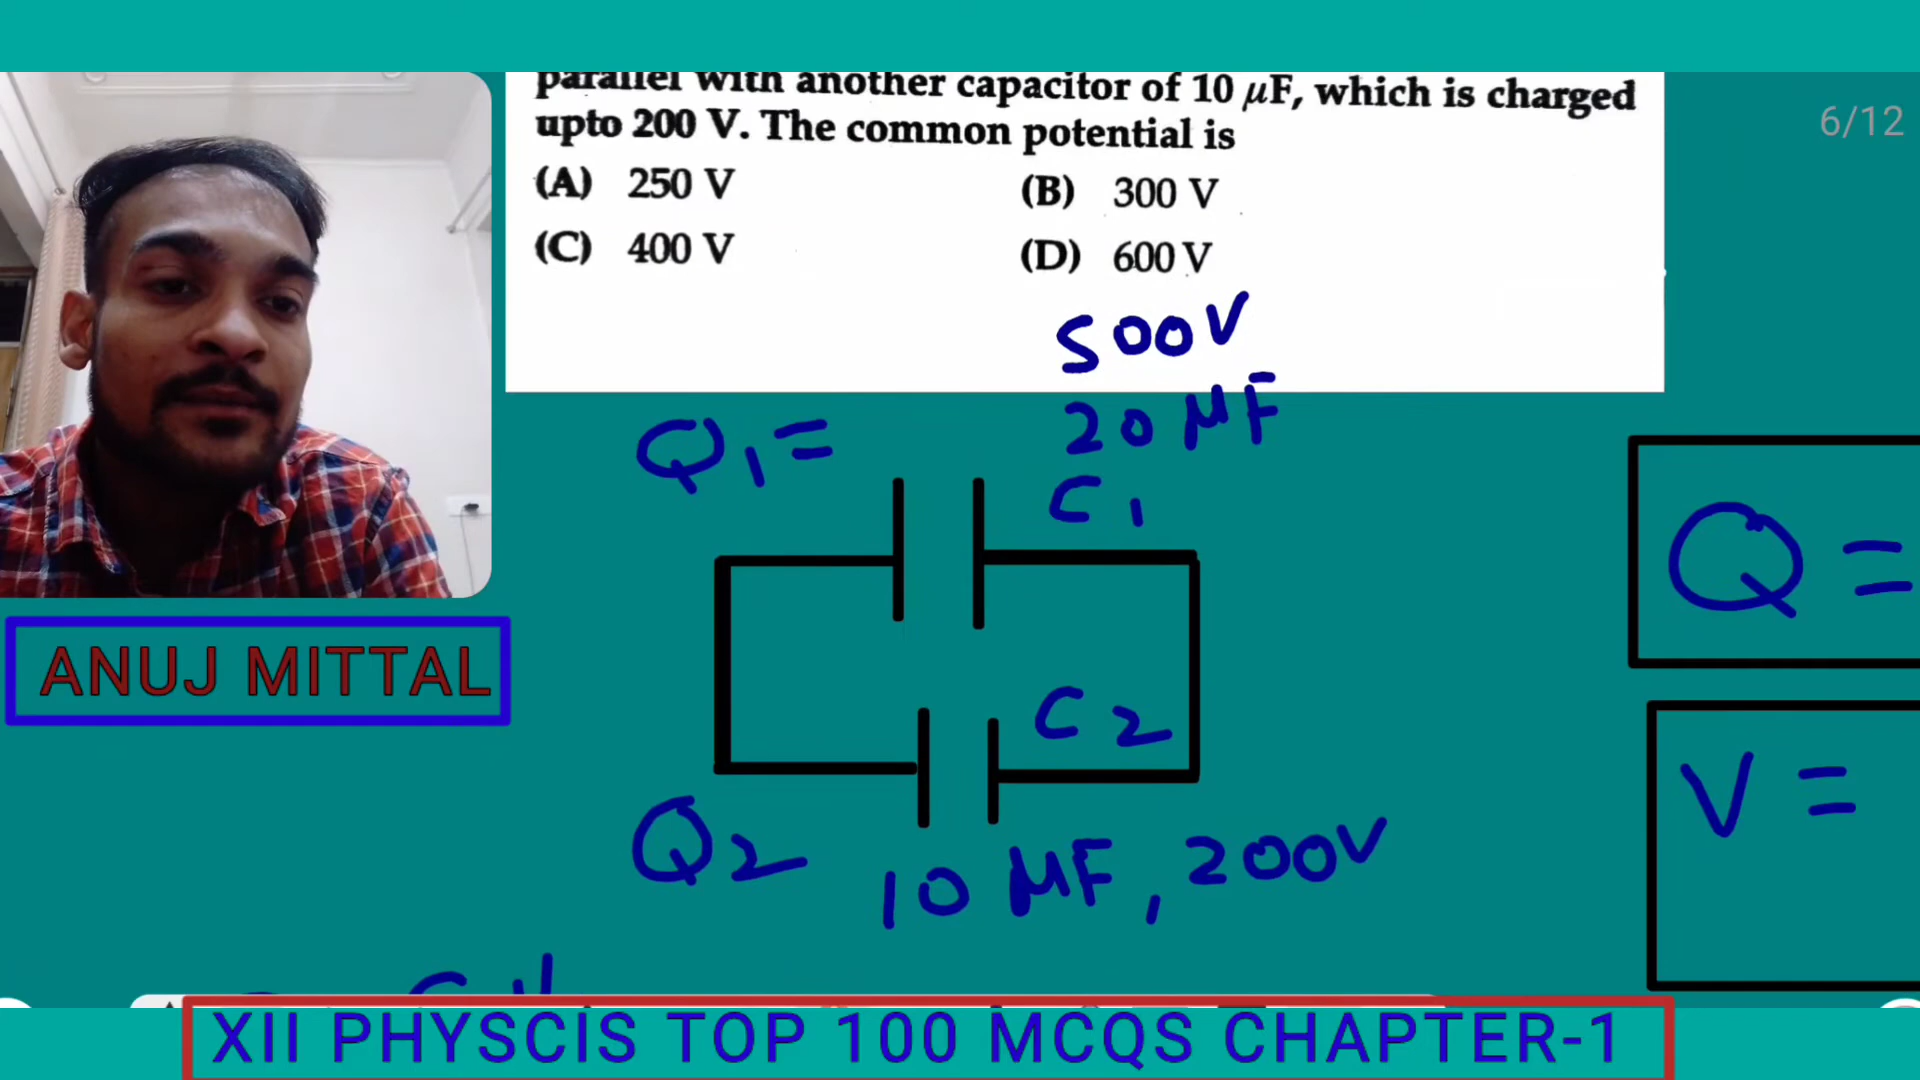 parallel with another capacitor of 10 μF, which is charged
upto 200 V. The common potential is
(A) 250 V
(B) 300 V
(C) 400 V
(D) 600 V
6/12
500V
20 μF
Q1 =
C1
C2
Q2
10 μF, 200V
Q =
V =
ANUJ MITTAL
XII PHYSCIS TOP 100 MCQS CHAPTER-1